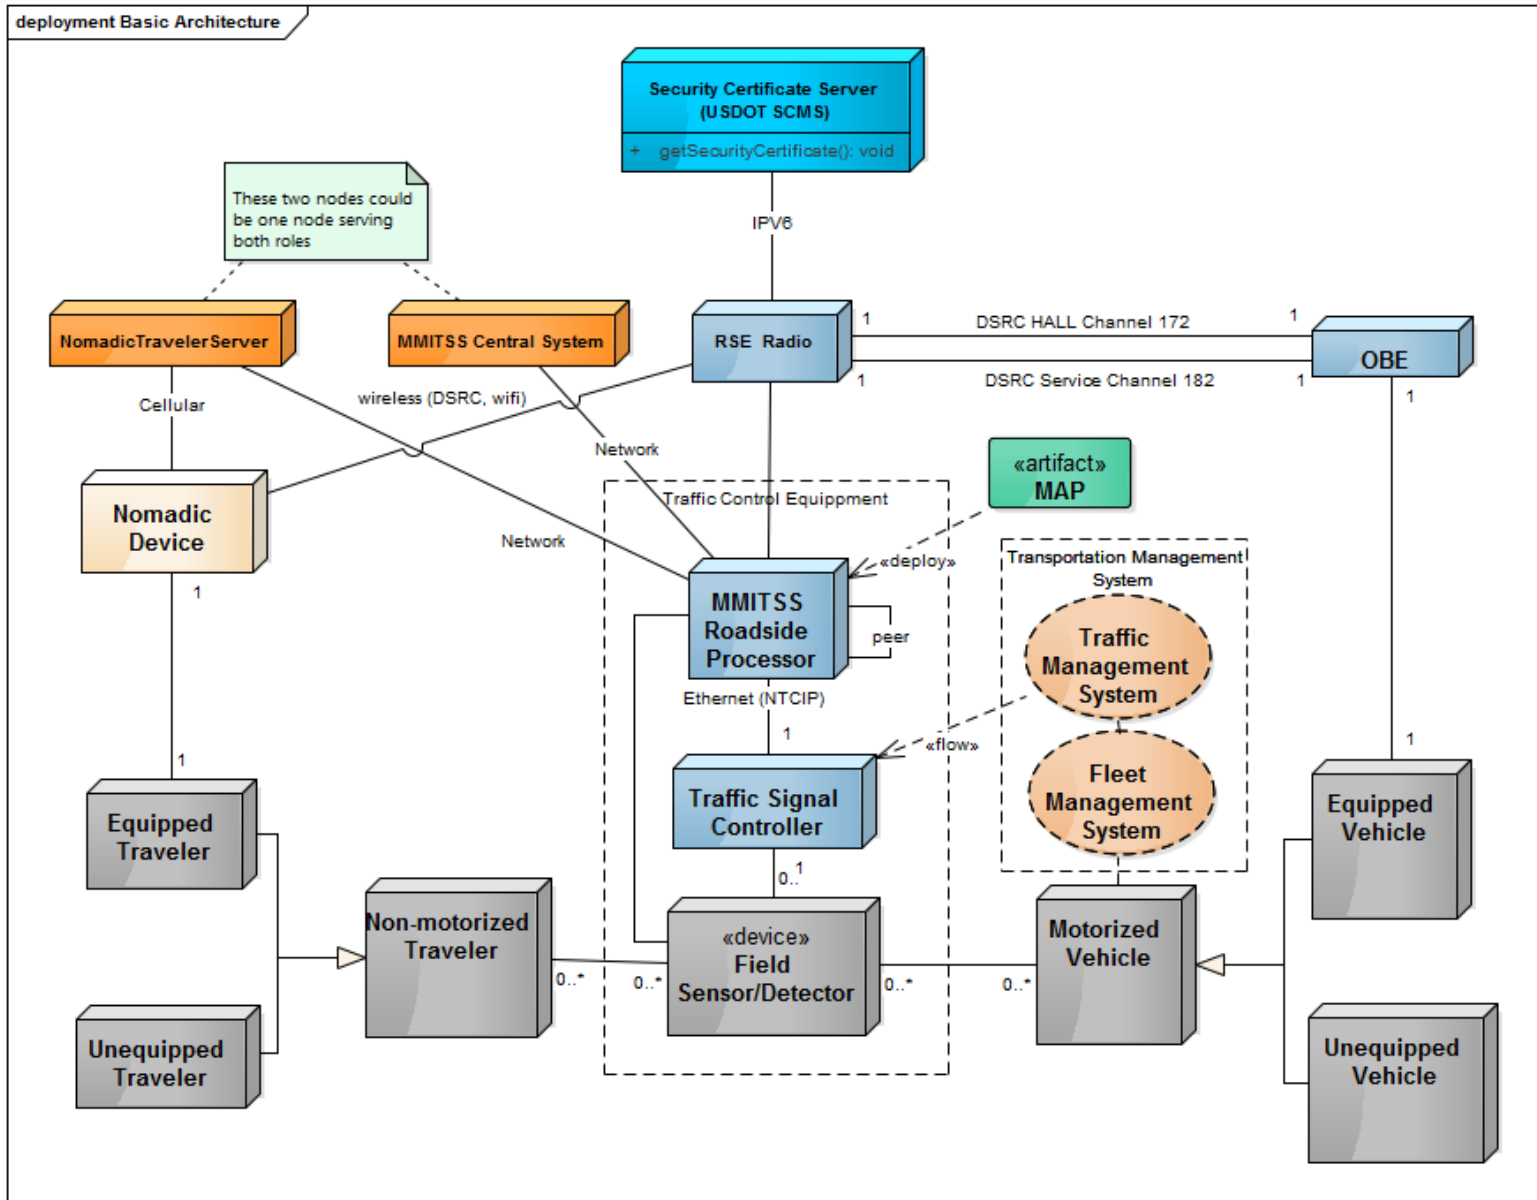 deployment Basic Architecture
Security Certificate Server
(USDOT SCMS)
+ getSecurityCertificate(): void
These two nodes could
be one node serving
both roles
IPV6
NomadicTravelerServer
MMITSS Central System
RSE Radio
1
DSRC HALL Channel 172
1
OBE
1
DSRC Service Channel 182
1
1
Cellular
wireless (DSRC, wifi)
Network
«artifact»
MAP
Traffic Control Equippment
Nomadic
Device
Network
«deploy»
Transportation Management
System
1
MMITSS
Roadside
Processor
peer
Traffic
Management
System
Ethernet (NTCIP)
1
«flow»
1
1
Traffic Signal
Controller
Fleet
Management
System
Equipped
Traveler
Equipped
Vehicle
0..1
Non-motorized
Traveler
«device»
Field
Sensor/Detector
Motorized
Vehicle
0..*
0..*
0..*
0..*
Unequipped
Traveler
Unequipped
Vehicle